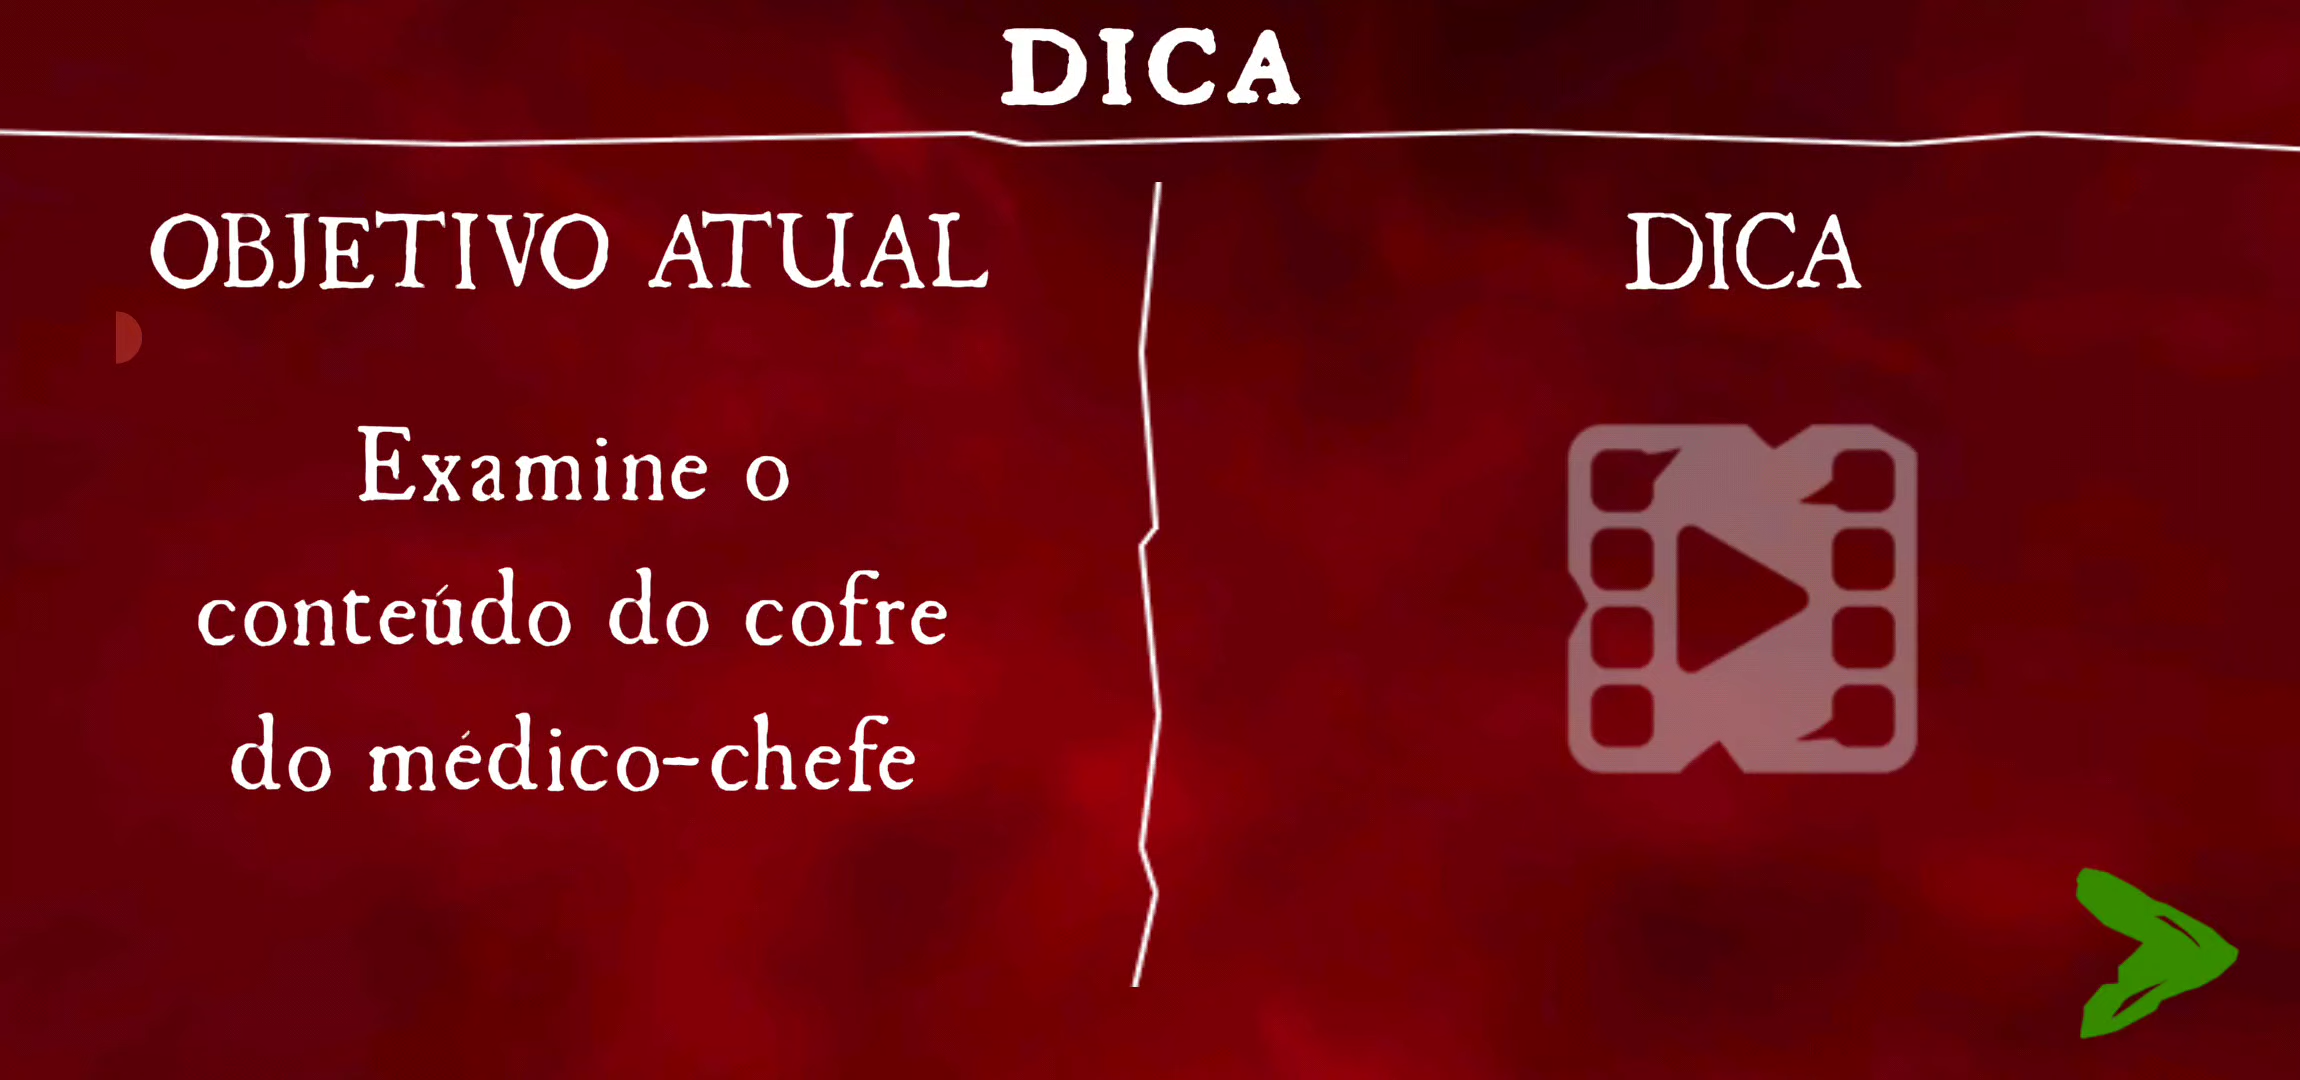 DICA
OBJETIVO ATUAL
Examine o
conteúdo do cofre
do médico-chefe
DICA